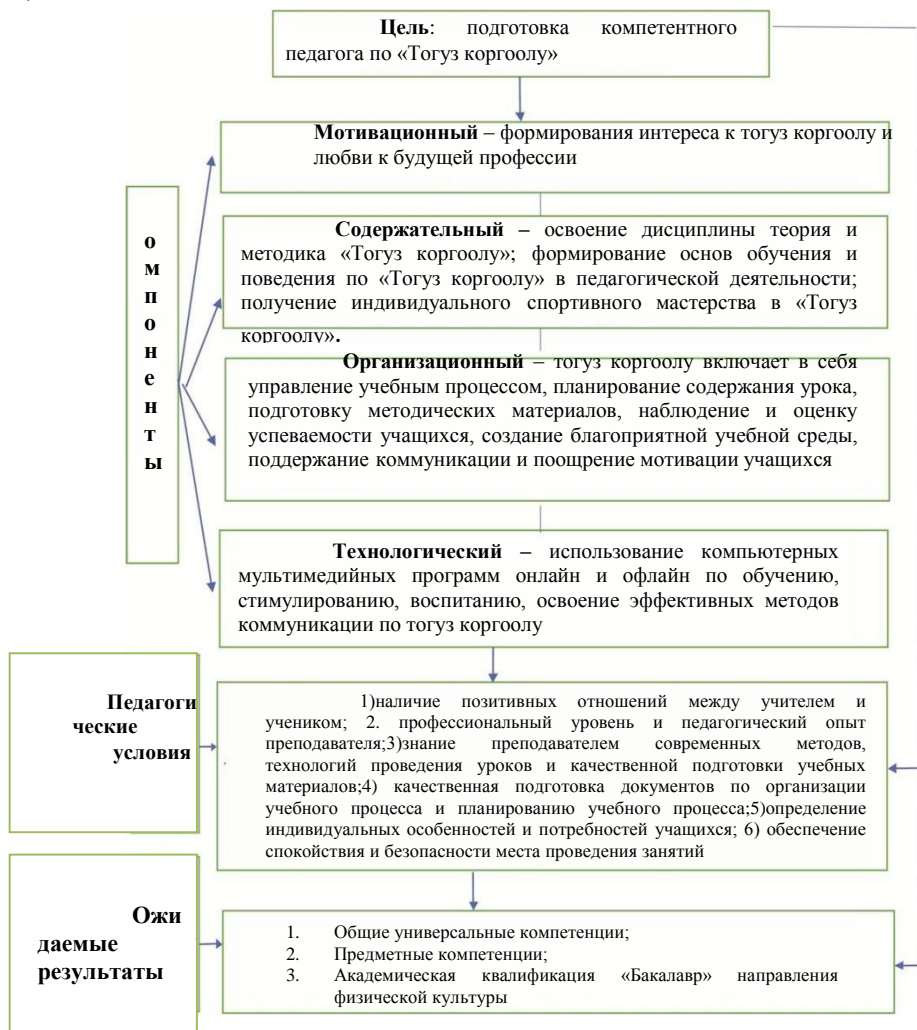 Цель: подготовка компетентного
педагога по «Тогуз коргоолу»
Мотивационный – формирования интереса к тогуз коргоолу и
любви к будущей профессии
о
м
п
о
н
е
н
т
ы
Содержательный – освоение дисциплины теория и
методика «Тогуз коргоолу»; формирование основ обучения и
поведения по «Тогуз коргоолу» в педагогической деятельности;
получение индивидуального спортивного мастерства в «Тогуз
коргоолу».
Организационный – тогуз коргоолу включает в себя
управление учебным процессом, планирование содержания урока,
подготовку методических материалов, наблюдение и оценку
успеваемости учащихся, создание благоприятной учебной среды,
поддержание коммуникации и поощрение мотивации учащихся
Технологический – использование компьютерных
мультимедийных программ онлайн и офлайн по обучению,
стимулированию, воспитанию, освоение эффективных методов
коммуникации по тогуз коргоолу
Педагоги
ческие
условия
1)наличие позитивных отношений между учителем и
учеником; 2. профессиональный уровень и педагогический опыт
преподавателя;3)знание преподавателем современных методов,
технологий проведения уроков и качественной подготовки учебных
материалов;4) качественная подготовка документов по организации
учебного процесса и планированию учебного процесса;5)определение
индивидуальных особенностей и потребностей учащихся; 6) обеспечение
спокойствия и безопасности места проведения занятий
Ожи
даемые
результаты
1. Общие универсальные компетенции;
2. Предметные компетенции;
3. Академическая квалификация «Бакалавр» направления
физической культуры